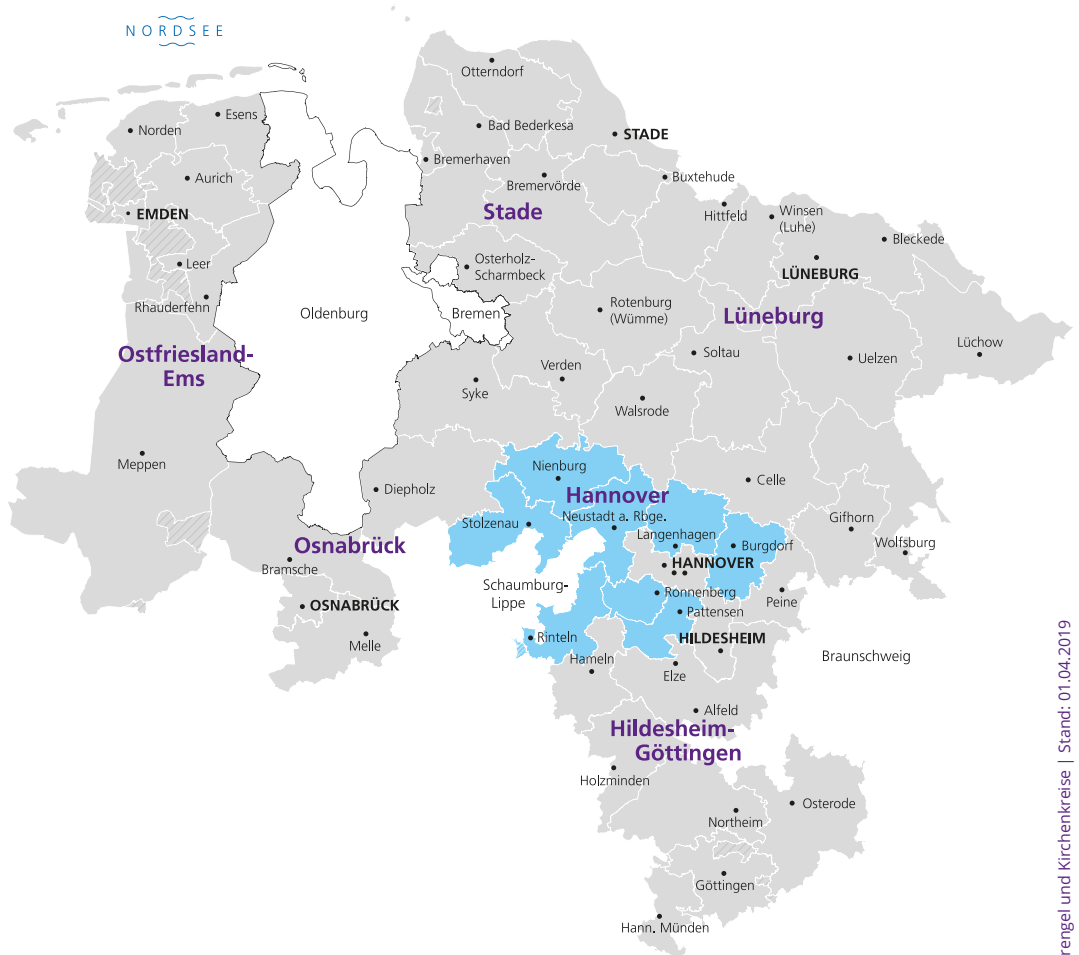 NORDSEE
Otterndorf
Esens
Norden
Bad Bederkesa
STADE
Bremerhaven
Aurich
Bremervörde
Buxtehude
EMDEN
Stade
Hittfeld
Winsen
(Luhe)
Bleckede
Leer
Osterholz-
Scharmbeck
LÜNEBURG
Rhauderfehn
Oldenburg
Bremen
Rotenburg
(Wümme)
Lüneburg
Ostfriesland-
Ems
Soltau
Uelzen
Lüchow
Verden
Syke
Walsrode
Meppen
Nienburg
Celle
Diepholz
Hannover
Stolzenau
Neustadt a. Rbge.
Gifhorn
Langenhagen
Burgdorf
Wolfsburg
Osnabrück
Bramsche
HANNOVER
Schaumburg-
Lippe
Ronnenberg
Peine
OSNABRÜCK
Pattensen
Rinteln
HILDESHEIM
Melle
Hameln
Elze
Braunschweig
Alfeld
Hildesheim-
Göttingen
Holzminden
Osterode
Northeim
Göttingen
Hann. Münden
rengel und Kirchenkreise | Stand: 01.04.2019